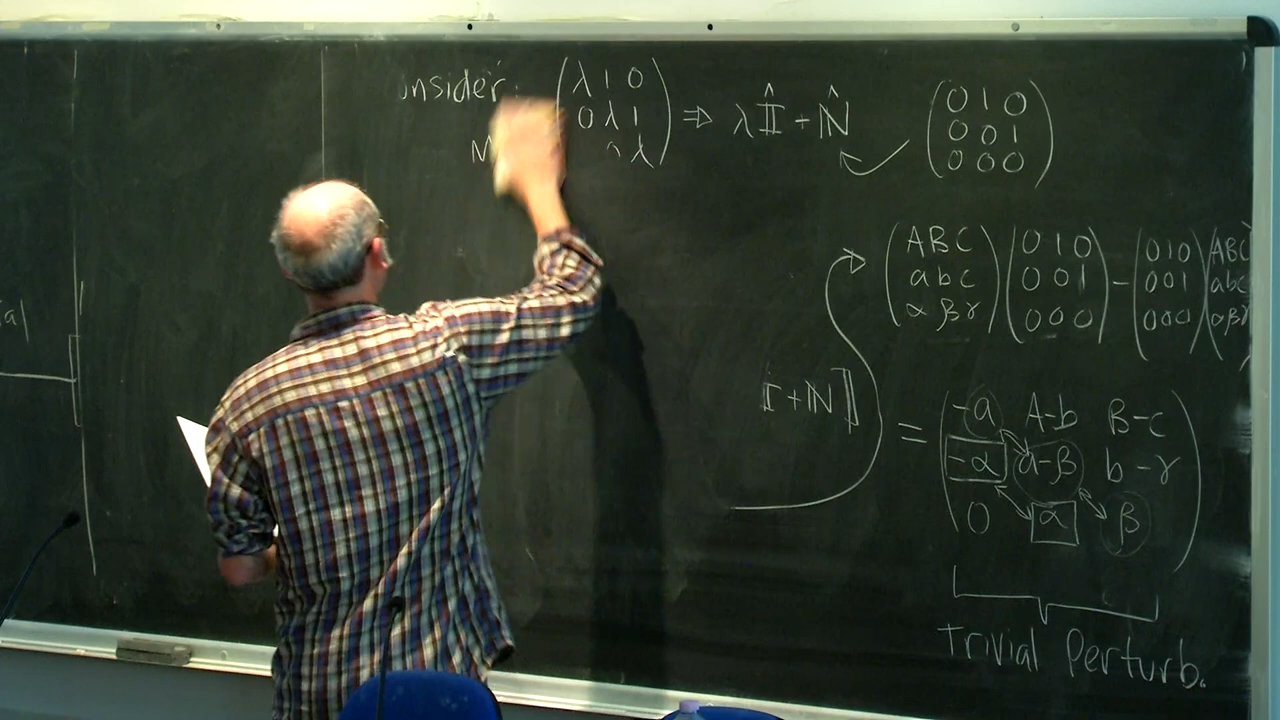 λ 1 0
0 λ 1 ⇒ λÎ + N̂
λ
0 1 0
0 0 1
0 0 0
A B C
a b c
α β γ
0 1 0
0 0 1
0 0 0
-
0 1 0
0 0 1
0 0 0
A B C
a b c
α β γ
+ N ]
=
-a A-b B-c
-α a-β b-γ
0 α β
Trivial Perturb.